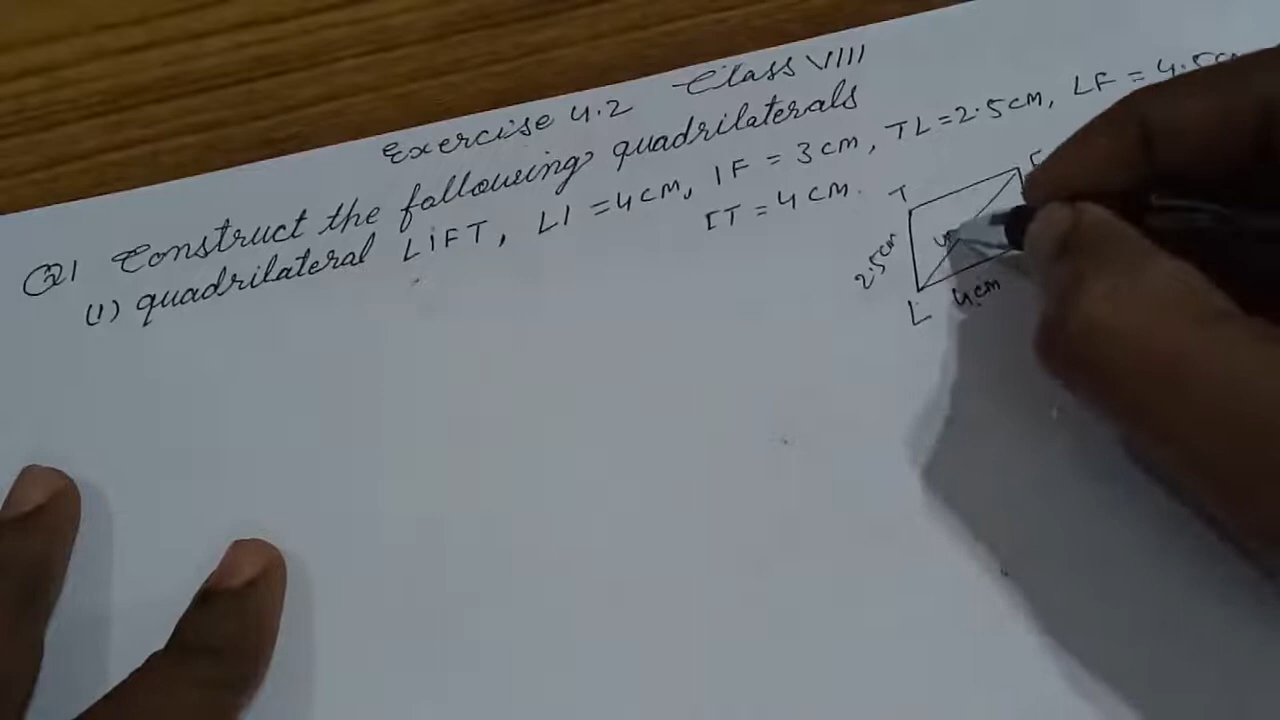 Exercise 4.2 Class VIII
Q1 Construct the following quadrilaterals
(1) quadrilateral LIFT, LI = 4cm, IF = 3cm, TL = 2.5cm, LF = 4.5cm
IT = 4cm.
T
2.5cm
L 4cm